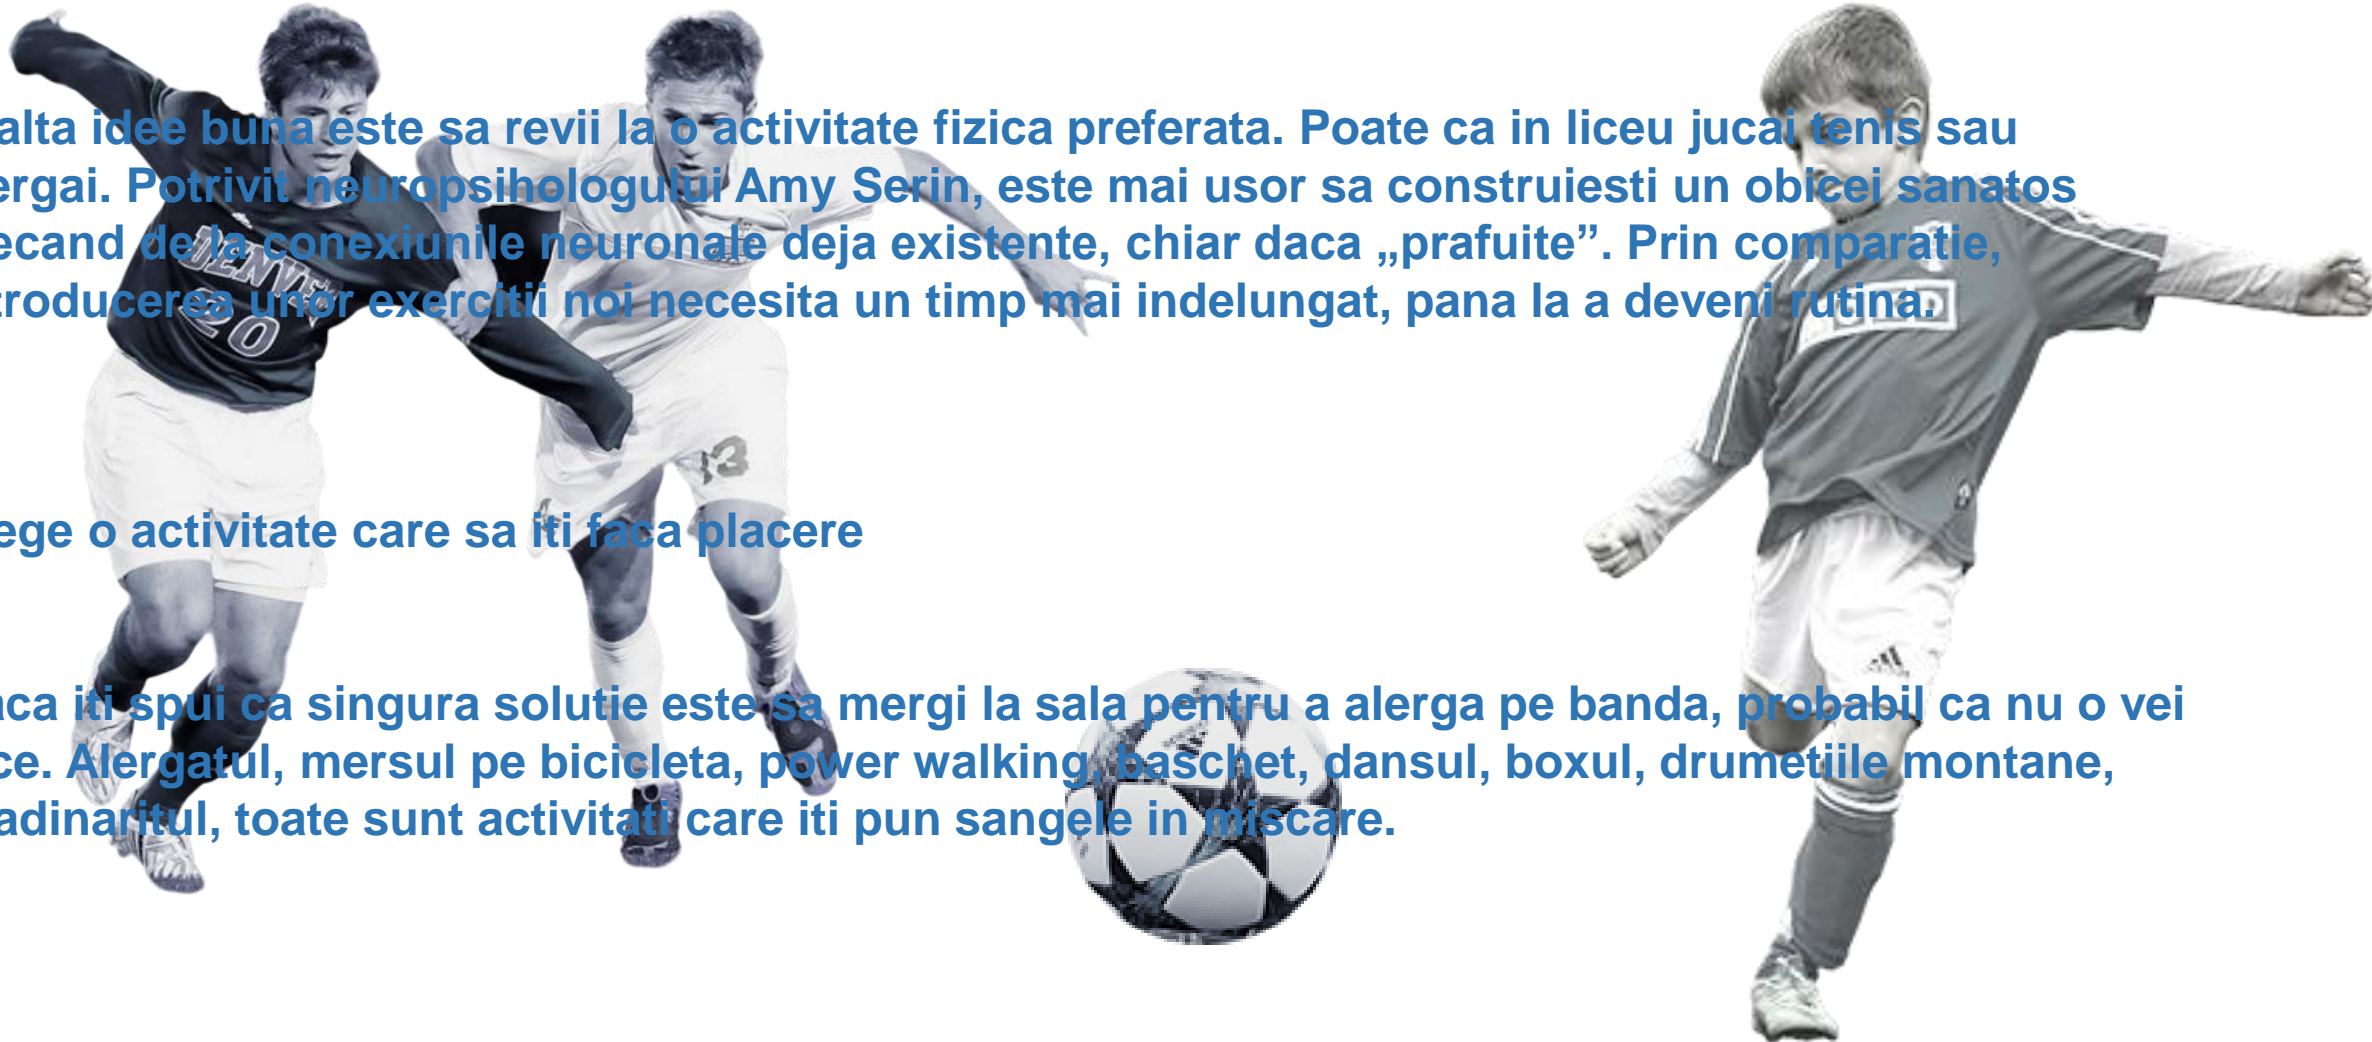 alta idee buna este sa revii la o activitate fizica preferata. Poate ca in liceu jucai tenis sau
ergai. Potrivit neuropsihologului Amy Serin, este mai usor sa construiesti un obicei sanatos
ecand de la conexiunile neuronale deja existente, chiar daca „prafuite”. Prin comparatie,
troducerea unor exercitii noi necesita un timp mai indelungat, pana la a deveni rutina.
DENVER
20
13
ege o activitate care sa iti faca placere
aca iti spui ca singura solutie este sa mergi la sala pentru a alerga pe banda, probabil ca nu o vei
ce. Alergatul, mersul pe bicicleta, power walking, baschet, dansul, boxul, drumetiile montane,
adinaritul, toate sunt activitati care iti pun sangele in miscare.